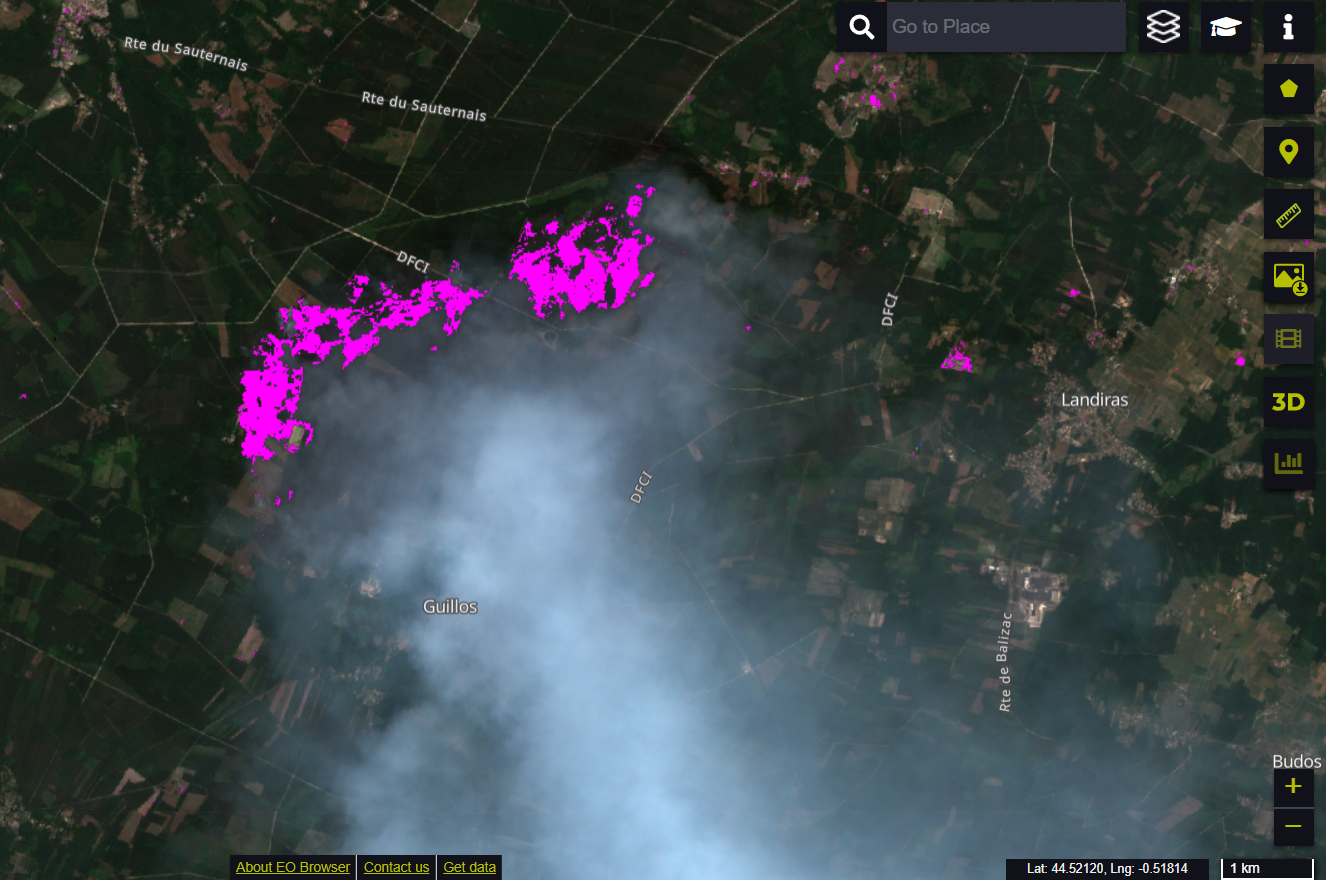 Go to Place
Rte du Sauternais
Rte du Sauternais
DFCI
DFCI
3D
Landiras
DFCI
Guillos
Rte de Balizac
Budos
+
−
About EO Browser
Contact us
Get data
Lat: 44.52120, Lng: -0.51814
1 km